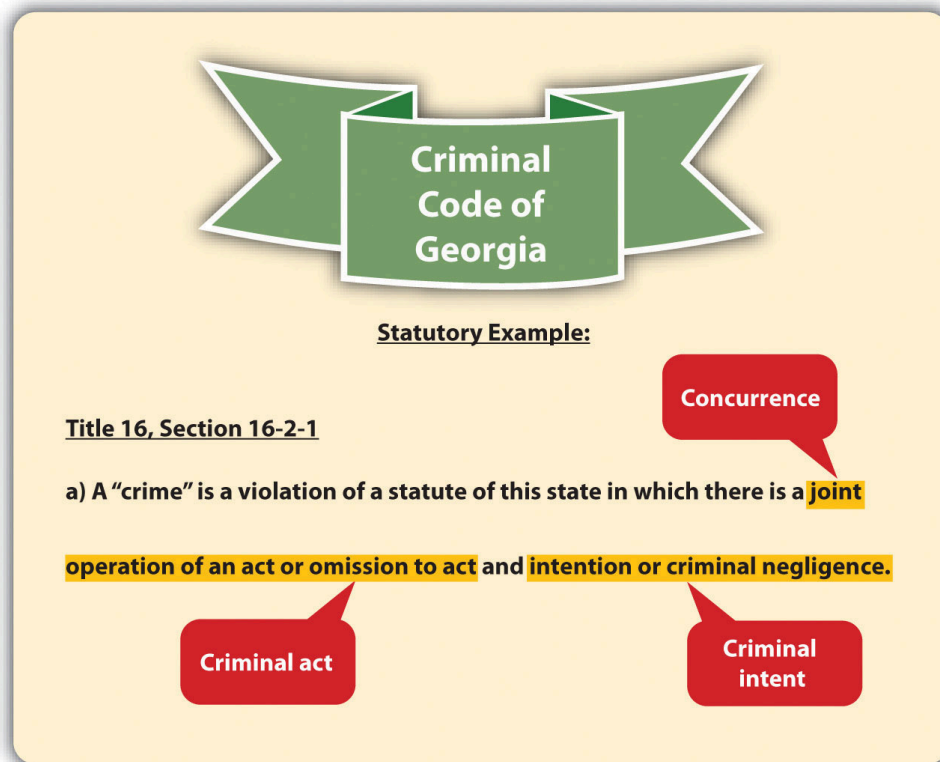 Criminal
Code of
Georgia
Statutory Example:
Concurrence
Title 16, Section 16-2-1
a) A “crime” is a violation of a statute of this state in which there is a joint
operation of an act or omission to act and intention or criminal negligence.
Criminal act
Criminal
intent